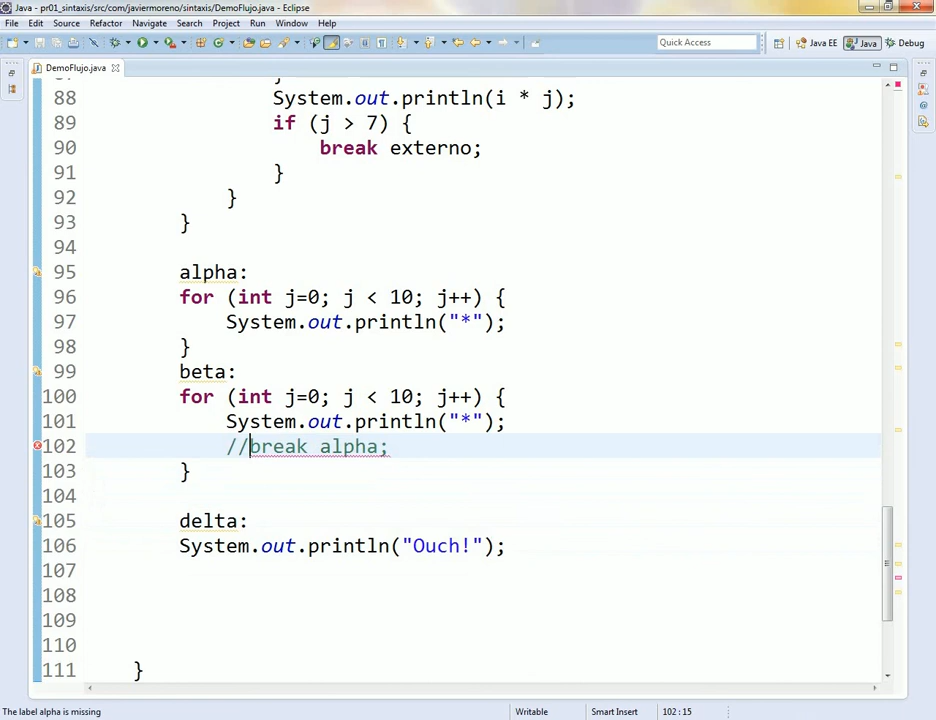 Java - pr01_sintaxis/src/com/javiermoreno/sintaxis/DemoFlujo.java - Eclipse
File Edit Source Refactor Navigate Search Project Run Window Help
Quick Access Java EE Java Debug
DemoFlujo.java
88 System.out.println(i * j);
89 if (j > 7) {
90 break externo;
91 }
92 }
93 }
94
95 alpha:
96 for (int j=0; j < 10; j++) {
97 System.out.println("*");
98 }
99 beta:
100 for (int j=0; j < 10; j++) {
101 System.out.println("*");
102 //break alpha;
103 }
104
105 delta:
106 System.out.println("Ouch!");
107
108
109
110
111 }
The label alpha is missing Writable Smart Insert 102 : 15